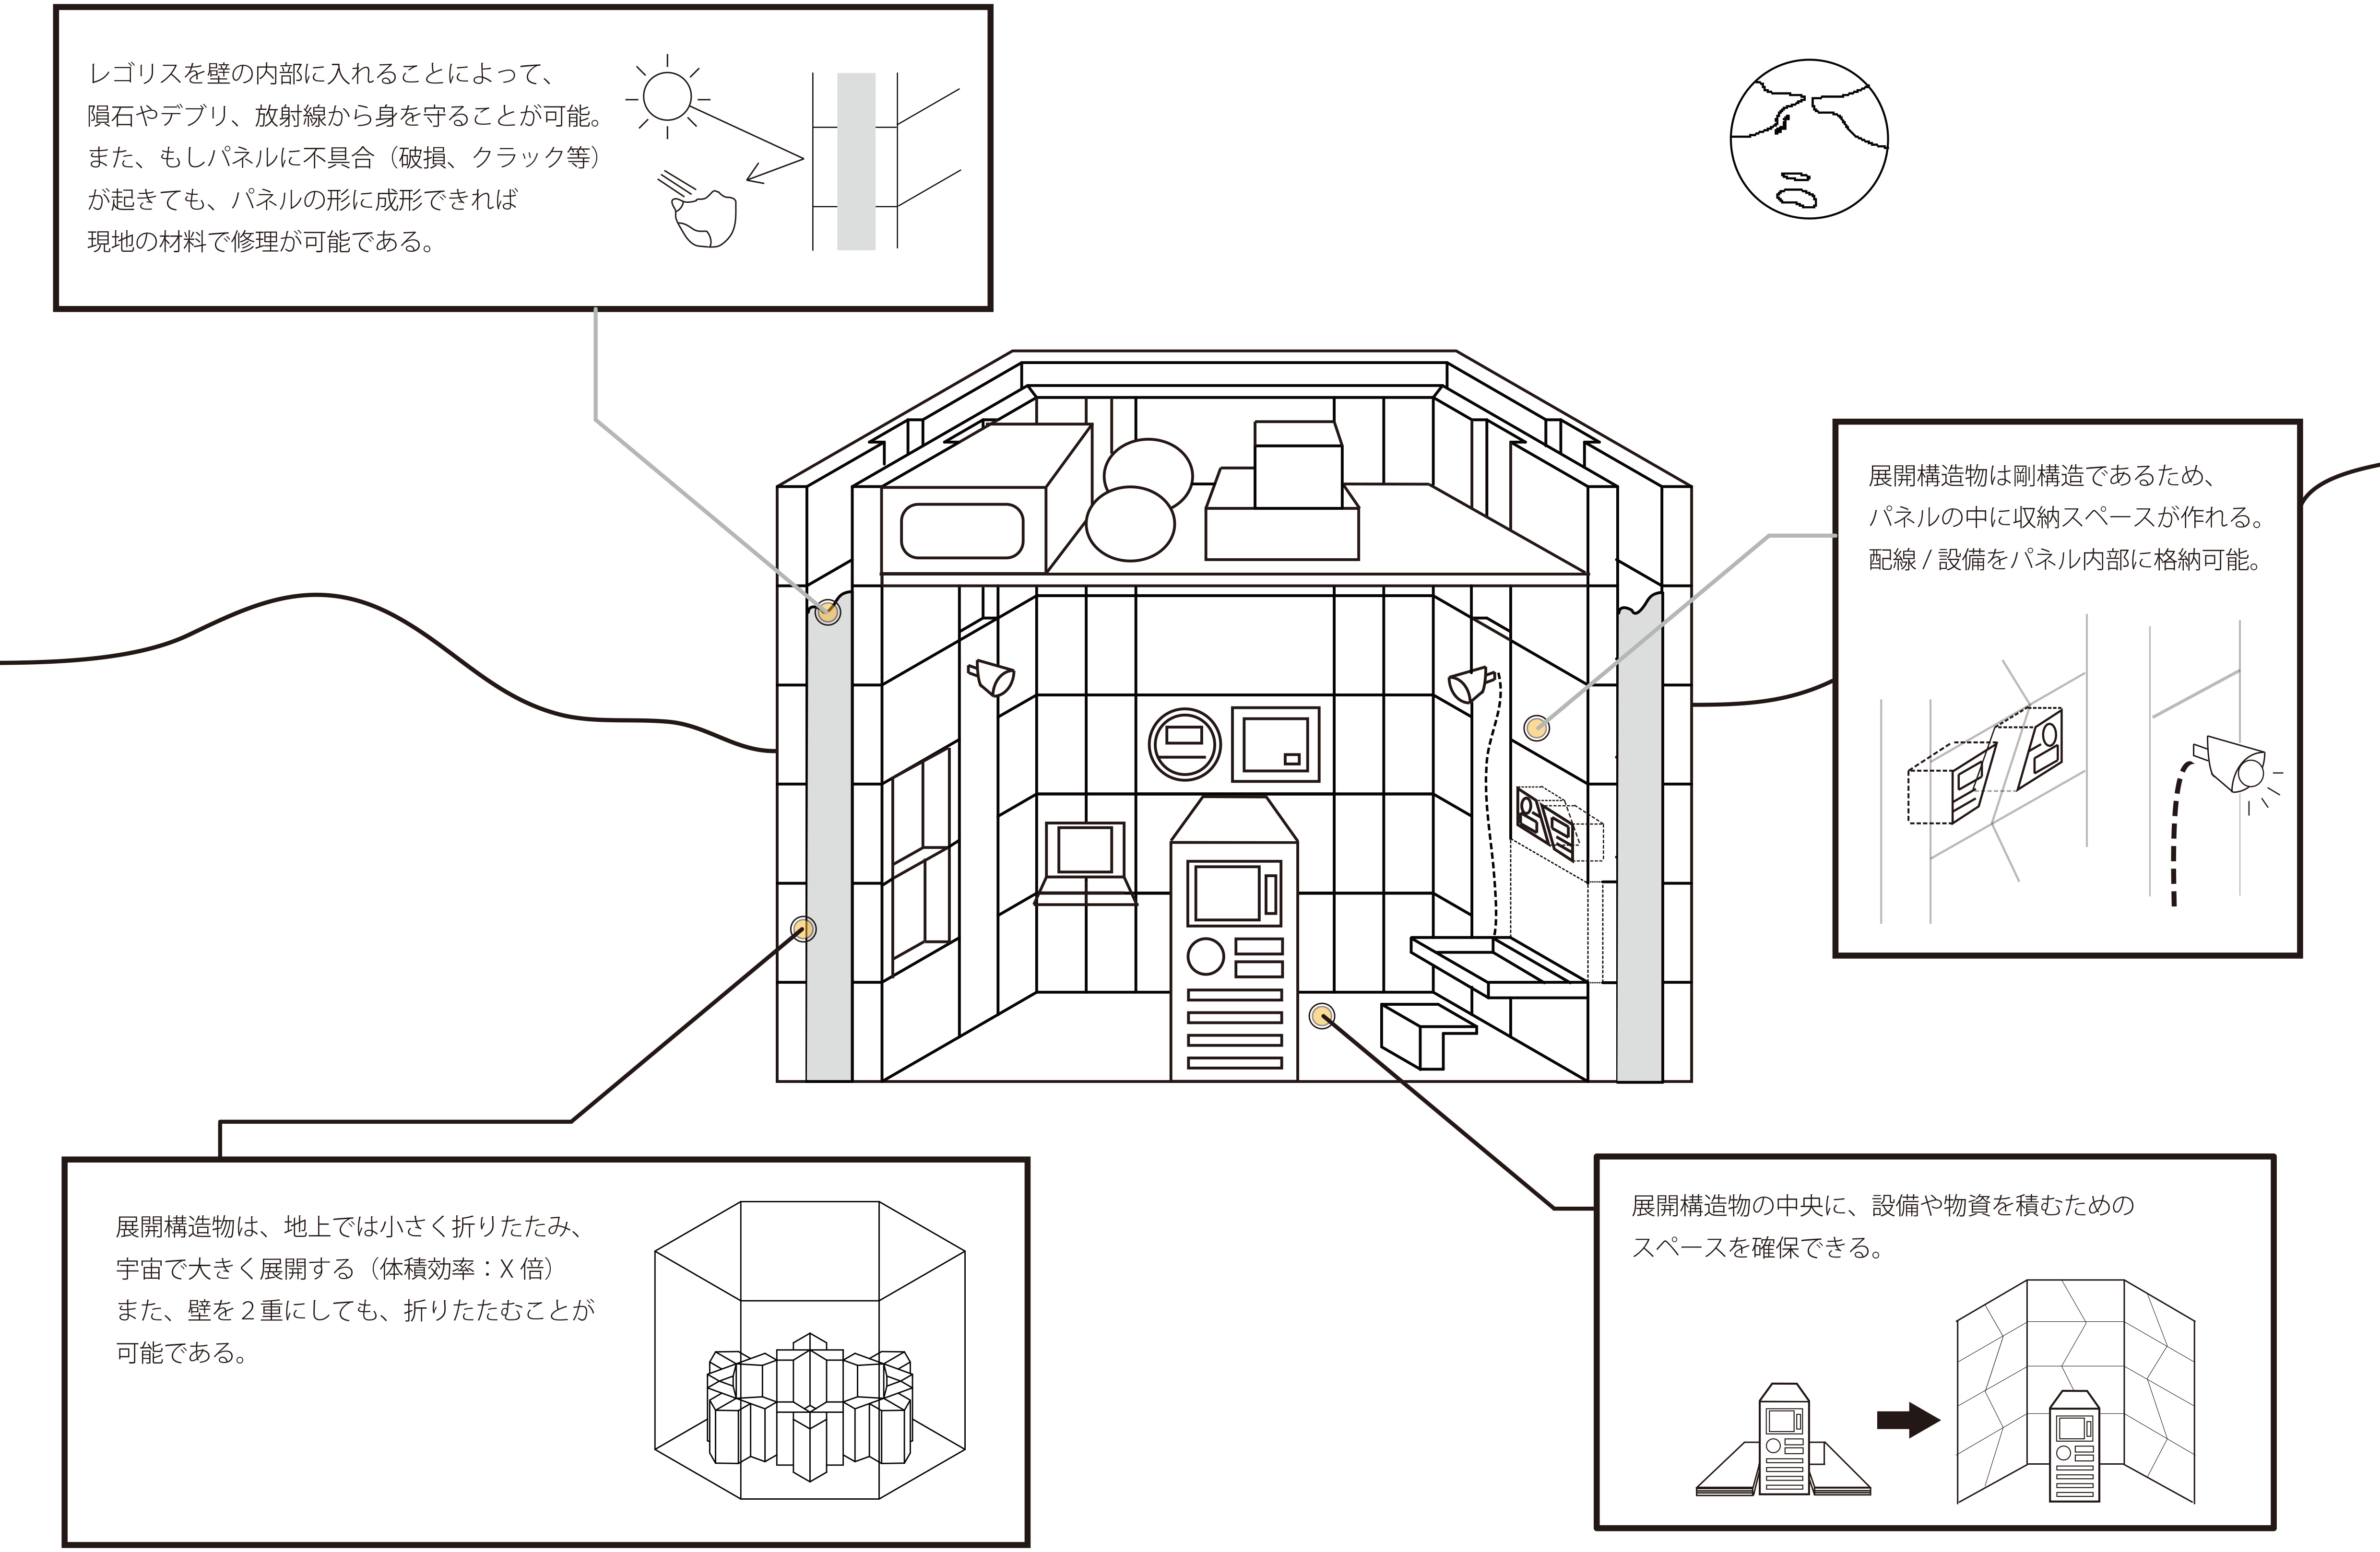 レゴリスを壁の内部に入れることによって、
隕石やデブリ、放射線から身を守ることが可能。
また、もしパネルに不具合（破損、クラック等）
が起きても、パネルの形に成形できれば
現地の材料で修理が可能である。
展開構造物は剛構造であるため、
パネルの中に収納スペースが作れる。
配線 / 設備をパネル内部に格納可能。
展開構造物は、地上では小さく折りたたみ、
宇宙で大きく展開する（体積効率：X 倍）
また、壁を 2 重にしても、折りたたむことが
可能である。
展開構造物の中央に、設備や物資を積むための
スペースを確保できる。